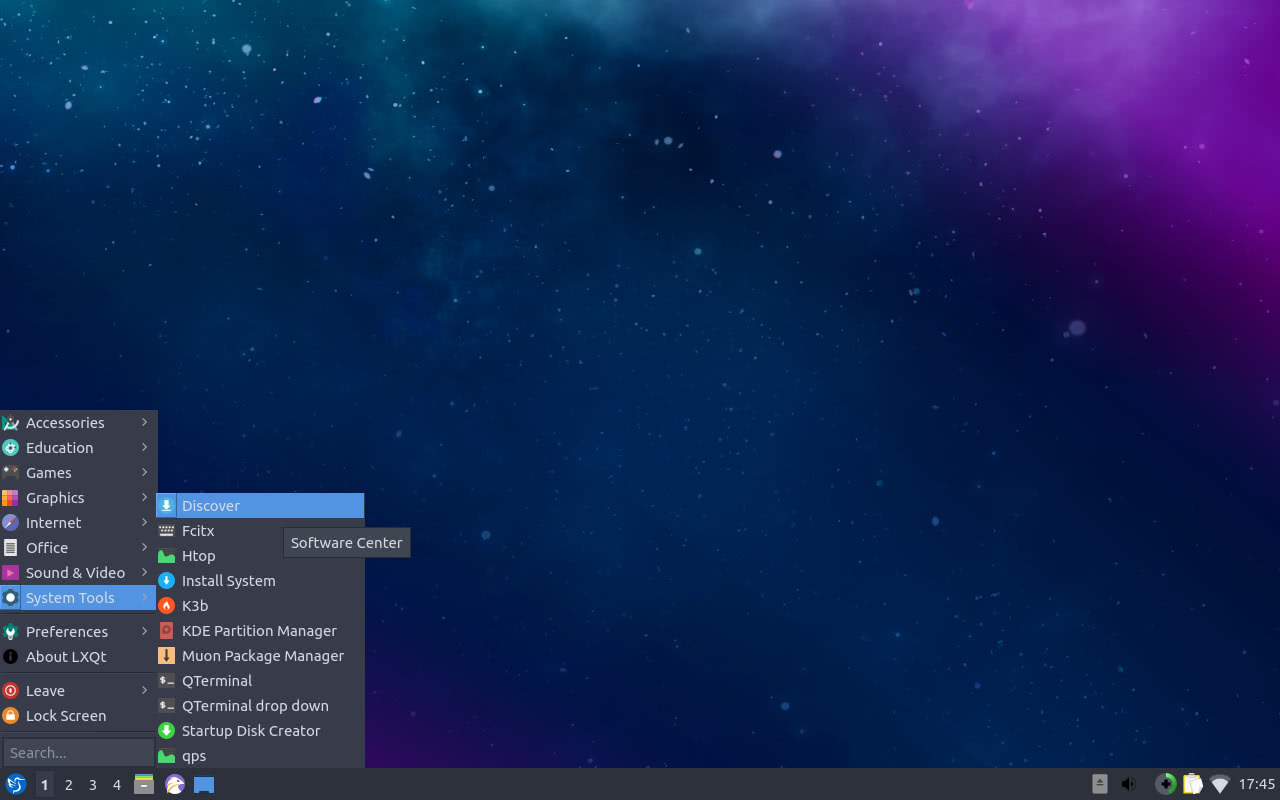 Accessories
Education
Games
Graphics
Internet
Office
Sound & Video
System Tools
Preferences
About LXQt
Leave
Lock Screen
Search...
Discover
Fcitx
Software Center
Htop
Install System
K3b
KDE Partition Manager
Muon Package Manager
QTerminal
QTerminal drop down
Startup Disk Creator
qps
1 2 3 4
17:45